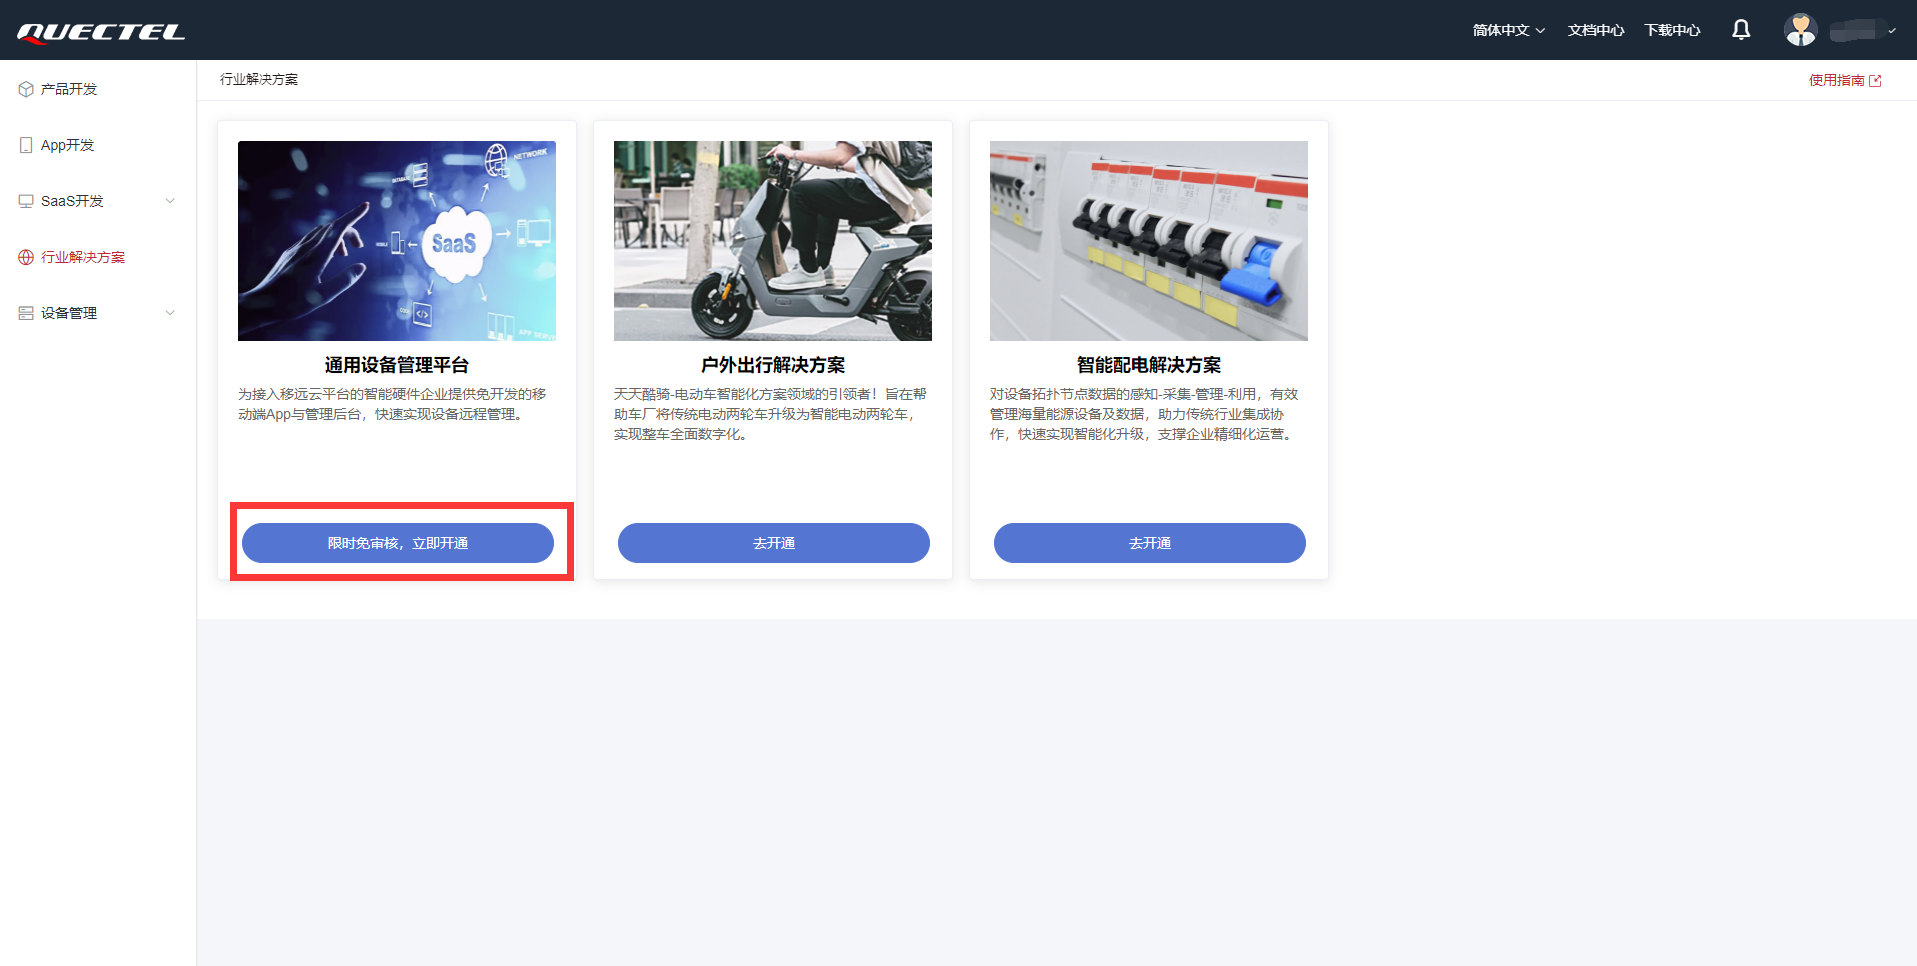 QUECTEL
简体中文
文档中心
下载中心
产品开发
App开发
SaaS开发
行业解决方案
设备管理
行业解决方案
使用指南
NETWORK
SaaS
通用设备管理平台
为接入移远云平台的智能硬件企业提供免开发的移
动端App与管理后台，快速实现设备远程管理。
限时免审核，立即开通
户外出行解决方案
天天酷骑-电动车智能化方案领域的引领者！旨在帮
助车厂将传统电动两轮车升级为智能电动两轮车，
实现整车全面数字化。
去开通
智能配电解决方案
对设备拓扑节点数据的感知-采集-管理-利用，有效
管理海量能源设备及数据，助力传统行业集成协
作，快速实现智能化升级，支撑企业精细化运营。
去开通